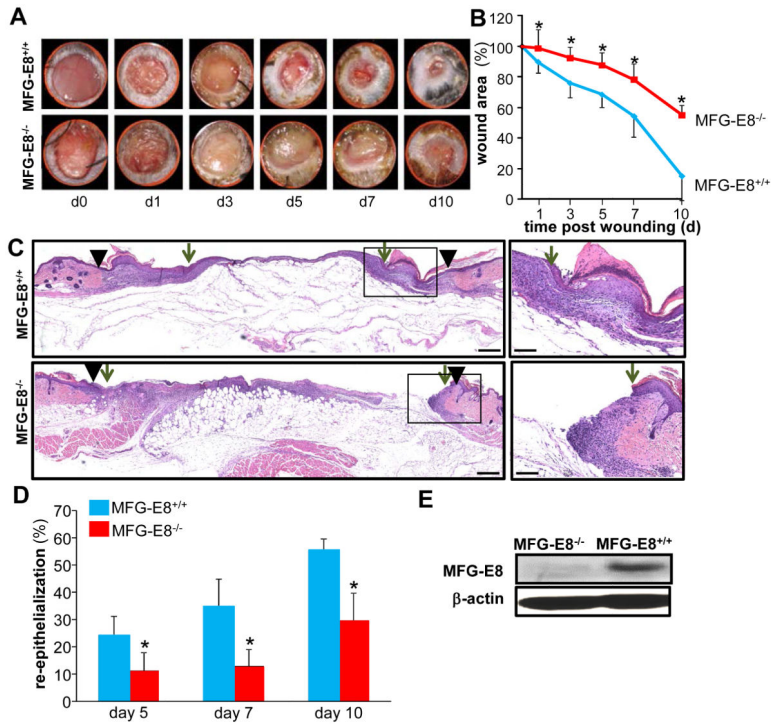 A
MFG-E8+/+
MFG-E8-/-
d0 d1 d3 d5 d7 d10
B
wound area (%)
120
100
80
60
40
20
0
*
*
*
*
*
MFG-E8-/-
MFG-E8+/+
1 3 5 7 10
time post wounding (d)
C
MFG-E8+/+
MFG-E8-/-
D
MFG-E8+/+
MFG-E8-/-
re-epithelialization (%)
70
60
50
40
30
20
10
0
*
*
*
day 5 day 7 day 10
E
MFG-E8-/- MFG-E8+/+
MFG-E8
β-actin